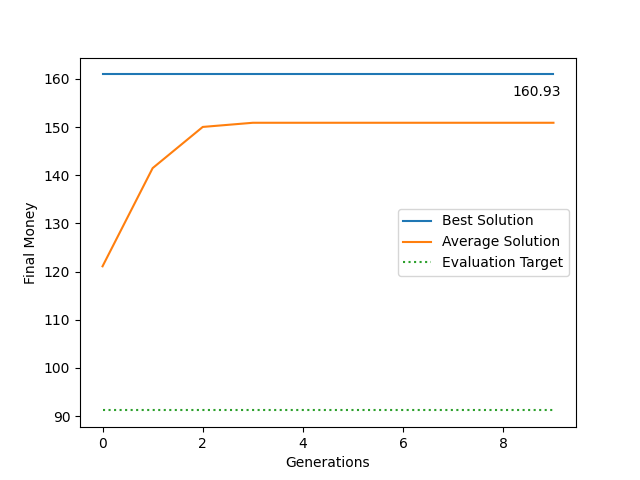 160
150
140
130
120
110
100
90
Final Money
160.93
Best Solution
Average Solution
Evaluation Target
0 2 4 6 8
Generations